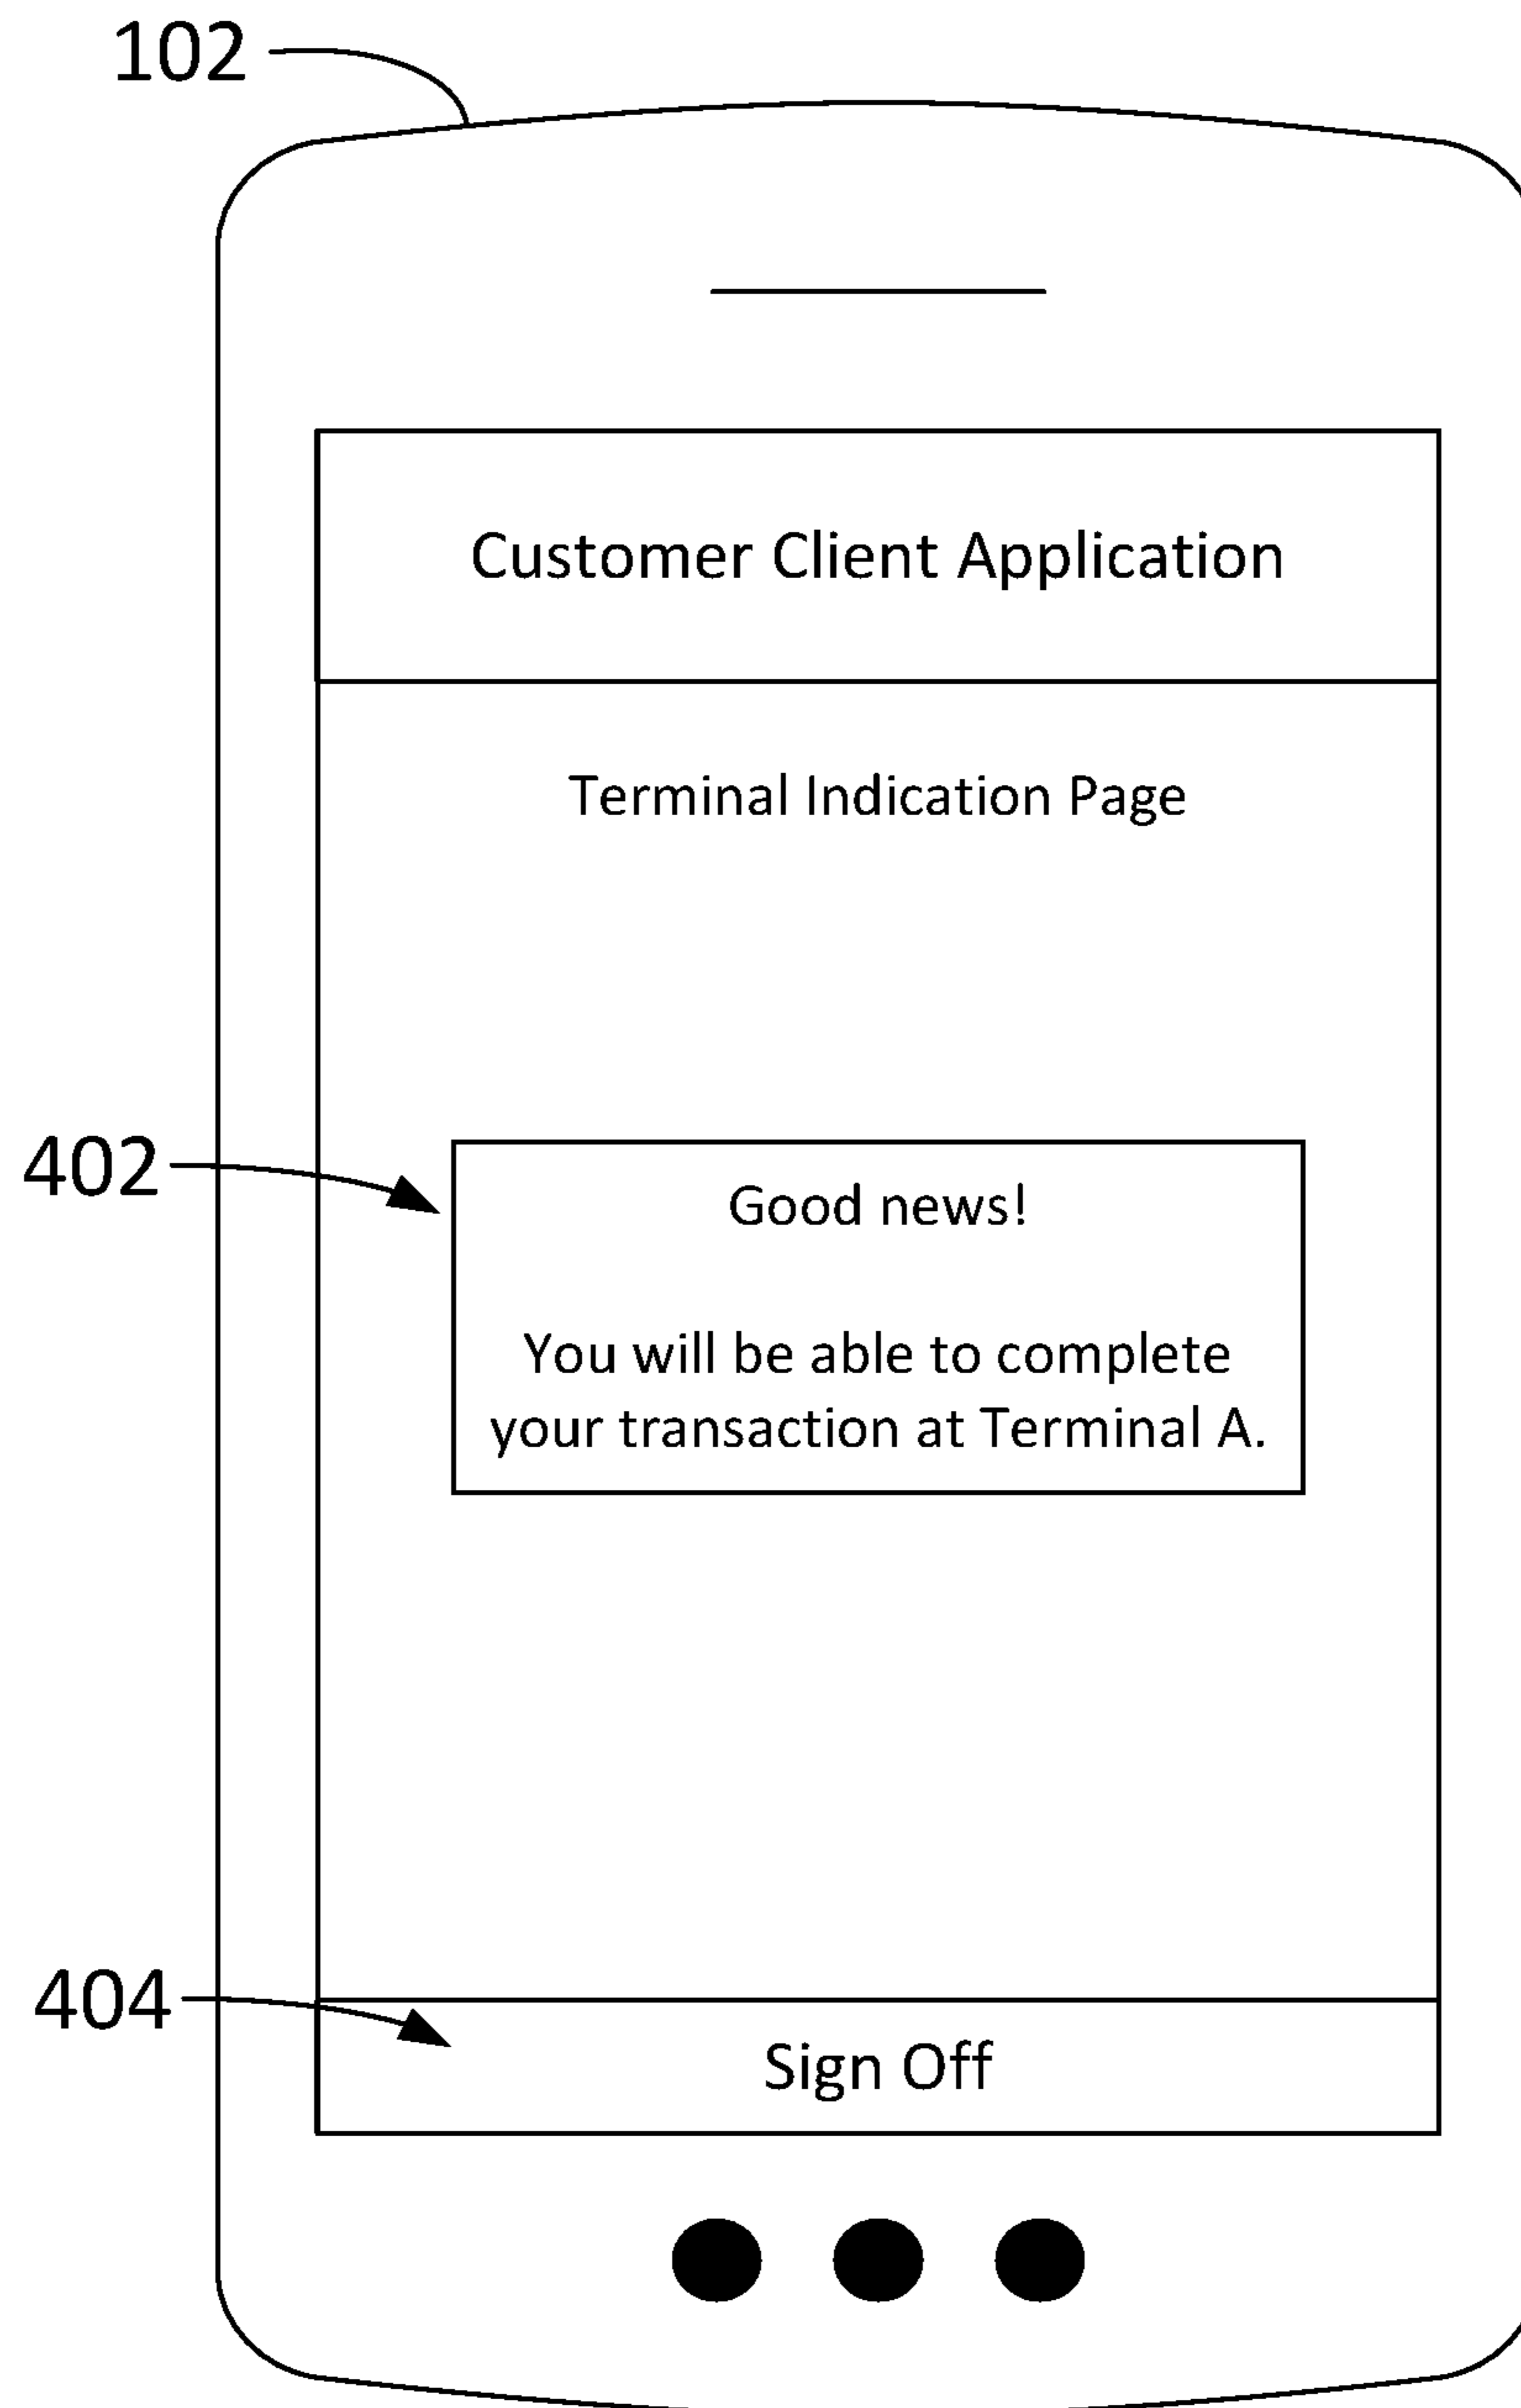 102
Customer Client Application
Terminal Indication Page
402
Good news!
You will be able to complete
your transaction at Terminal A.
404
Sign Off